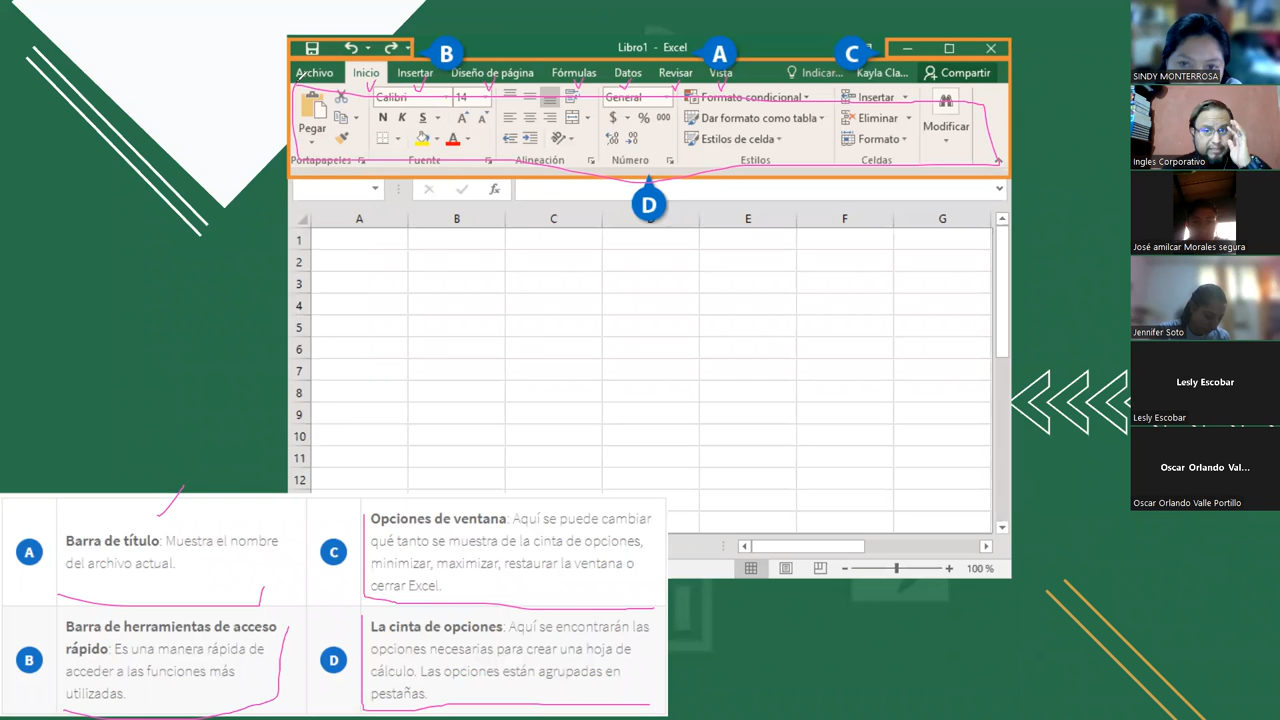 Libro1 - Excel
B
A
C
Archivo Inicio Insertar Diseño de página Fórmulas Datos Revisar Vista Indicar... Kayla Cla... Compartir
Calibri 14 General Formato condicional Insertar
Pegar N K S $ % 000 Dar formato como tabla Eliminar Modificar
A Estilos de celda Formato
Portapapeles Fuente Alineación Número Estilos Celdas
fx
D
A B C D E F G
1
2
3
4
5
6
7
8
9
10
11
12
100 %
A
Barra de título: Muestra el nombre
del archivo actual.
C
Opciones de ventana: Aquí se puede cambiar
qué tanto se muestra de la cinta de opciones,
minimizar, maximizar, restaurar la ventana o
cerrar Excel.
B
Barra de herramientas de acceso
rápido: Es una manera rápida de
acceder a las funciones más
utilizadas.
D
La cinta de opciones: Aquí se encontrarán las
opciones necesarias para crear una hoja de
cálculo. Las opciones están agrupadas en
pestañas.
SINDY MONTERROSA
Ingles Corporativo
José amilcar Morales segura
Jennifer Soto
Lesly Escobar
Lesly Escobar
Oscar Orlando Val...
Oscar Orlando Valle Portillo